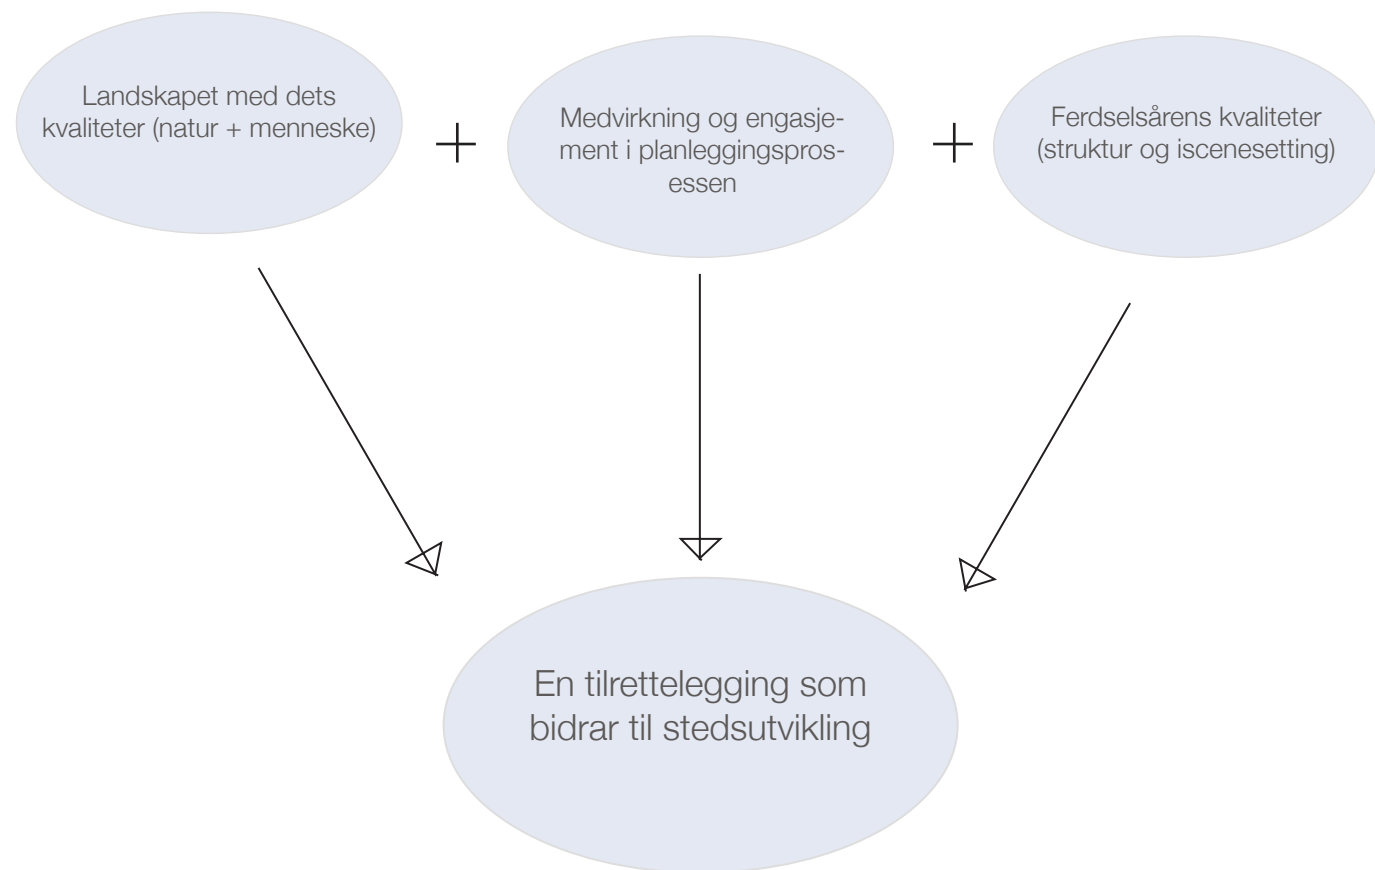 Landskapet med dets
kvaliteter (natur + menneske)
+
Medvirkning og engasje-
ment i planleggingspros-
essen
+
Ferdselsårens kvaliteter
(struktur og iscenesetting)
En tilrettelegging som
bidrar til stedsutvikling